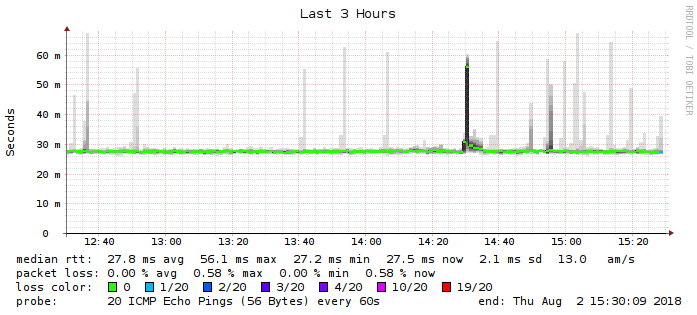 Last 3 Hours
RRDTOOL / TOBI OETIKER
Seconds
60 m
50 m
40 m
30 m
20 m
10 m
0
12:40 13:00 13:20 13:40 14:00 14:20 14:40 15:00 15:20
median rtt: 27.8 ms avg 56.1 ms max 27.2 ms min 27.5 ms now 2.1 ms sd 13.0 am/s
packet loss: 0.00 % avg 0.58 % max 0.00 % min 0.58 % now
loss color: 0 1/20 2/20 3/20 4/20 10/20 19/20
probe: 20 ICMP Echo Pings (56 Bytes) every 60s end: Thu Aug 2 15:30:09 2018